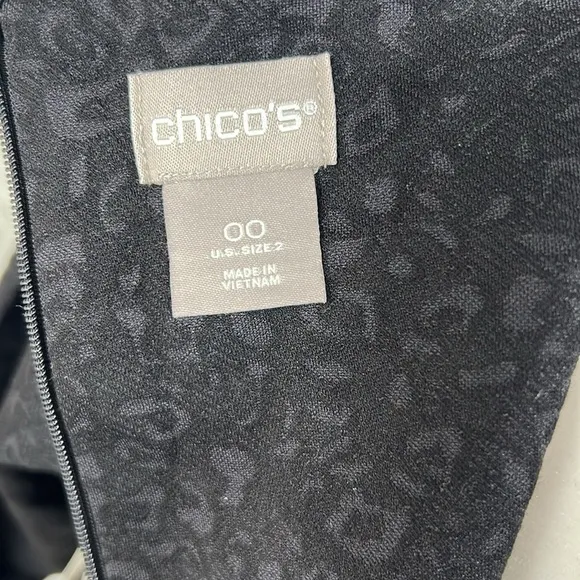 chico's®
00
U.S. SIZE:2
MADE IN
VIETNAM